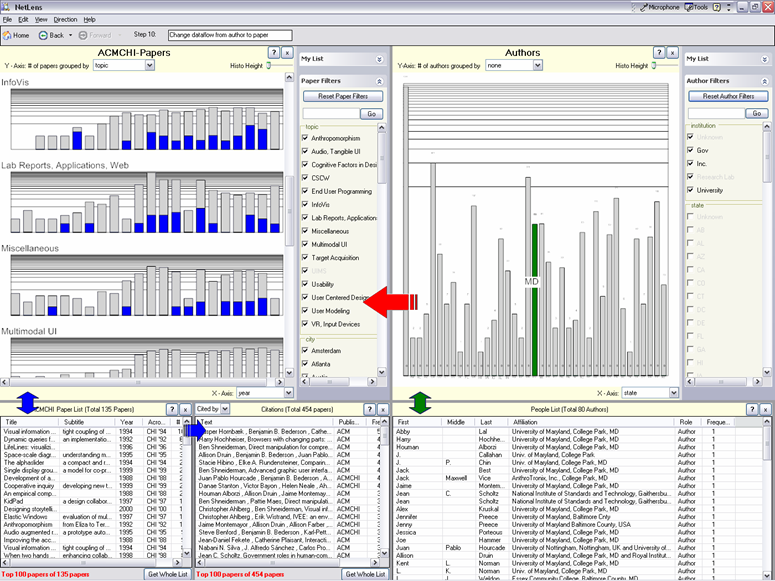 NetLens
Microphone Tools
File Edit View Direction Help
Home Back Forward Step 10: Change dataflow from author to paper
ACMCHI-Papers
Y - Axis: # of papers grouped by topic Histo Height
InfoVis
Lab Reports, Applications, Web
Miscellaneous
Multimodal UI
X - Axis: year
My List
Paper Filters
Reset Paper Filters
Go
topic
Anthropomorphism
Audio, Tangible UI
Cognitive Factors in Desi
CSCW
End User Programming
InfoVis
Lab Reports, Application
Miscellaneous
Multimodal UI
Target Acquisition
UIMS
Usability
User Centered Design
User Modeling
VR, Input Devices
city
Amsterdam
Atlanta
Authors
Y-Axis: # of authors grouped by none Histo Height
MD
X - Axis: state
My List
Author Filters
Reset Author Filters
Go
institution
Unknown
Gov
Inc.
Research Lab
University
state
Unknown
AB
AL
AZ
CA
CO
CT
DC
DE
FL
GA
ACMCHI Paper List (Total 135 Papers)
Title Subtitle Year Acro... #
Visual information ... tight coupling of ... 1994 CHI '94
Dynamic queries f... an implementatio... 1992 CHI '92
LifeLines: visualizi... 1996 CHI '96
Space-scale diag... understanding m... 1995 CHI '95
The alphaslider a compact and r... 1994 CHI '94
Single display grou... a model for cop... 1999 CHI '99
Development of a... 1988 CHI '88
Cooperative inquiry developing new t... 1999 CHI '99
An empirical comp... 1988 CHI '88
KidPad a design collabor... 1997 CHI '97
Designing storytelli... 2000 CHI '00
Elastic Windows evaluation of mul... 1997 CHI '97
Anthropomorphism from Eliza to Ter... 1992 CHI '92
Audio augmented r... a prototype auto... 1995 CHI '95
Improving two-han... 1998 CHI '98
Visual information ... tight coupling of ... 1994 CHI '94
When two hands a... 1998 CHI '98
Top 100 papers of 135 papers Get Whole List
Cited by Citations (Total 454 papers)
Text Public... Fre
Kasper Hornbæk , Benjamin B. Bederson , Cathe... ACM
Harry Hochheiser, Browsers with changing parts: ... ACM
Ben Shneiderman, Direct manipulation for compre... ACM
Allison Druin , Benjamin B. Bederson , Juan Pablo... ACM
Stacie Hibino , Elke A. Rundensteiner, Comparin... ACM
Ben Shneiderman, Advanced graphic user interfa... ACM
Juan Pablo Hourcade , Benjamin B. Bederson , A... ACMCHI
Danae Stanton , Victor Bayon , Helen Neale , Ah... ACMCHI
Houman Alborzi , Allison Druin , Jaime Montemay... ACM
Ben Shneiderman , Pattie Maes, Direct manipulati... ACM
Christopher Ahlberg , Ben Shneiderman, Visual inf... ACM
Christopher Ahlberg , Erik Wistrand, IVEE: an env... ACM
Jaime Montemayor , Allison Druin , Allison Farber ,... ACMCHI
Steve Benford , Benjamin B. Bederson , Karl-Pett... ACMCHI
Jean-Daniel Fekete , Catherine Plaisant, Interacti... ACM
Nabani N. Silva , J. Alfredo Sánchez , Carlos Pro... ACM
Jean C. Scholtz, Government roles in human-com... ACM
Top 100 papers of 454 papers Get Whole List
People List (Total 80 Authors)
First Middle Last Affiliation Role Freque...
Abby Lal University of Maryland, College Park, MD Author 1
Harry Hochhe... University of Maryland, College Park, MD Author 1
Houman Alborzi University of Maryland, College Park, MD Author 1
J. Callahan Univ. of Maryland, College Park Author 1
J. P. Chin Univ. of Maryland, College Park Author 1
Jack Best University of Maryland, College Park, MD Author 1
Jack Maxwell Vice AnthroTronix, Inc., College Park, MD Author 1
Jaime Montem... University of Maryland, College Park, MD Author 1
Jean C. Scholtz National Institute of Standards and Technology, Gaithersbu... Author 1
Jean Scholtz National Institute of Standards and Technology, Gaithersbu... Author 1
Alex Kruskal University of Maryland, College Park, MD Author 1
Jennifer Preece University of Maryland Baltimore County Author 1
Jenny Preece University of Maryland Baltimore County, USA Author 1
Jessica Porteous University of Maryland, College Park, MD Author 1
Joe Hammer University of Maryland, College Park, MD Author 1
Juan Pablo Hourcade University of Nottingham, Nottingham, UK and University of... Author 1
Allison Druin University of Maryland, College Park, MD and Royal Institut... Author 1
Kent L. Norman University of Maryland, College Park, MD Author 1
K. L. Norman Univ. of Maryland, College Park Author 1
J. Weldon Essex Community College, Baltimore County, MD Author 1